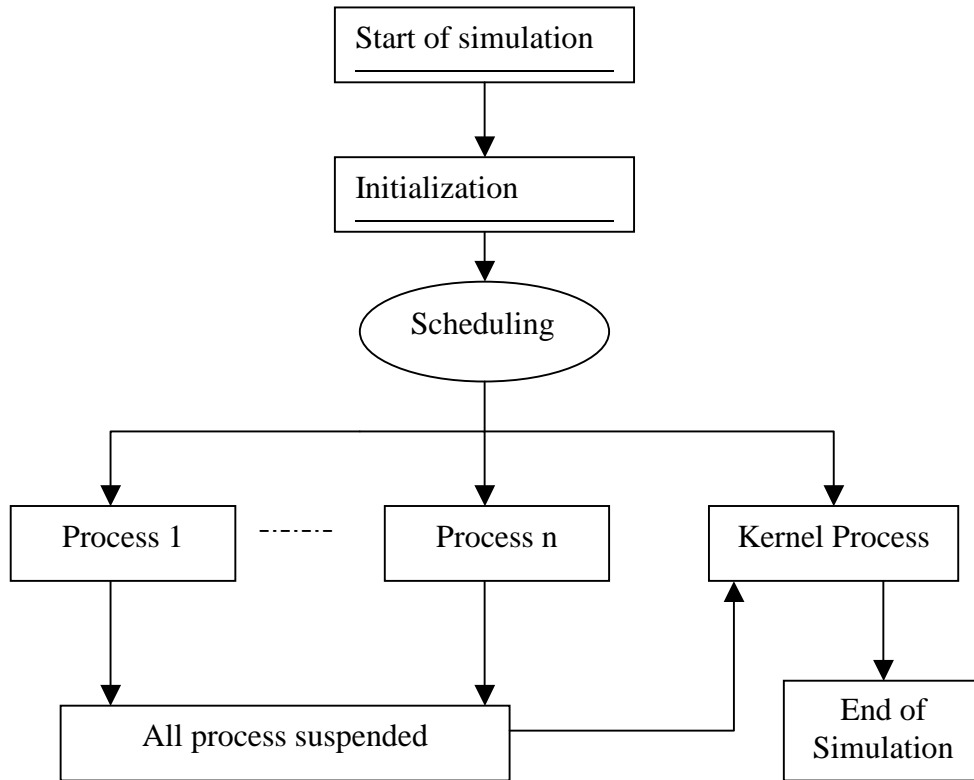 Start of simulation
Initialization
Scheduling
Process 1
Process n
Kernel Process
All process suspended
End of
Simulation